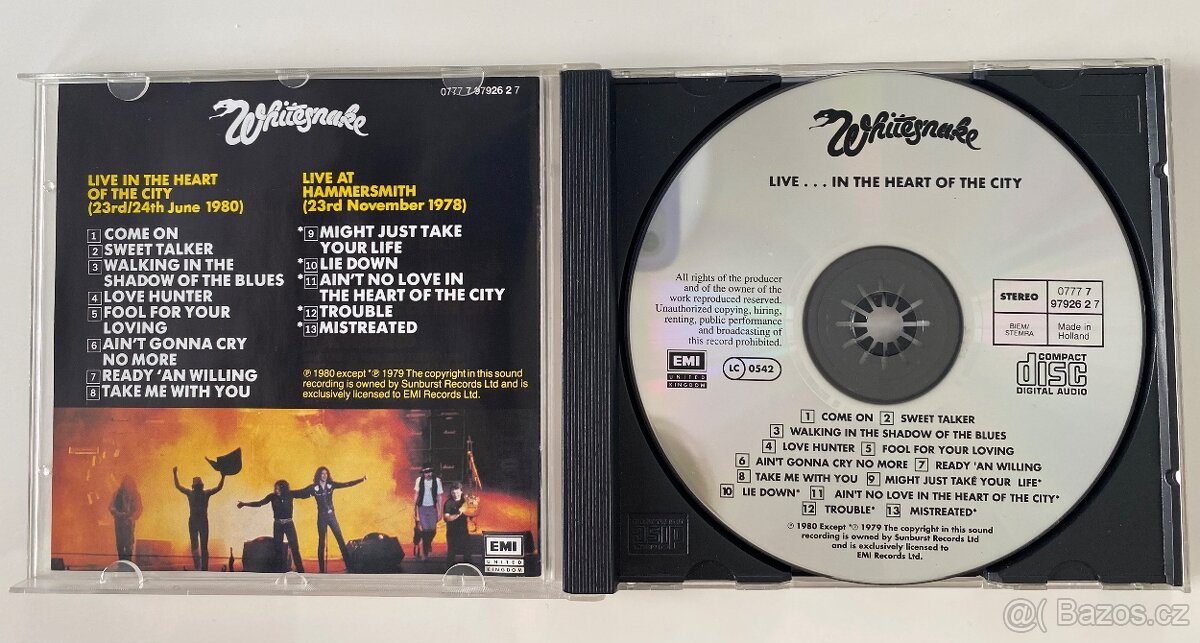 0777 7 97926 2 7
Whitesnake
LIVE IN THE HEART
OF THE CITY
(23rd/24th June 1980)
1 COME ON
2 SWEET TALKER
3 WALKING IN THE
SHADOW OF THE BLUES
4 LOVE HUNTER
5 FOOL FOR YOUR
LOVING
6 AIN'T GONNA CRY
NO MORE
7 READY 'AN WILLING
8 TAKE ME WITH YOU
LIVE AT
HAMMERSMITH
(23rd November 1978)
*9 MIGHT JUST TAKE
YOUR LIFE
*10 LIE DOWN
11 AIN'T NO LOVE IN
THE HEART OF THE CITY
*12 TROUBLE
*13 MISTREATED
℗ 1980 except *℗ 1979 The copyright in this sound
recording is owned by Sunburst Records Ltd and is
exclusively licensed to EMI Records Ltd.
EMI
UNITED
KINGDOM
Whitesnake
LIVE . . . IN THE HEART OF THE CITY
All rights of the producer
and of the owner of the
work reproduced reserved.
Unauthorized copying, hiring,
renting, public performance
and broadcasting of
this record prohibited.
EMI
UNITED
KINGDOM
LC 0542
STEREO
0777 7
97926 2 7
BIEM/
STEMRA
Made in
Holland
COMPACT
disc
DIGITAL AUDIO
1 COME ON 2 SWEET TALKER
3 WALKING IN THE SHADOW OF THE BLUES
4 LOVE HUNTER 5 FOOL FOR YOUR LOVING
6 AIN'T GONNA CRY NO MORE 7 READY 'AN WILLING
8 TAKE ME WITH YOU 9 MIGHT JUST TAKE YOUR LIFE*
10 LIE DOWN* 11 AIN'T NO LOVE IN THE HEART OF THE CITY*
12 TROUBLE* 13 MISTREATED*
℗ 1980 Except *℗ 1979 The copyright in this sound
recording is owned by Sunburst Records Ltd
and is exclusively licensed to
EMI Records Ltd.
@( Bazos.cz